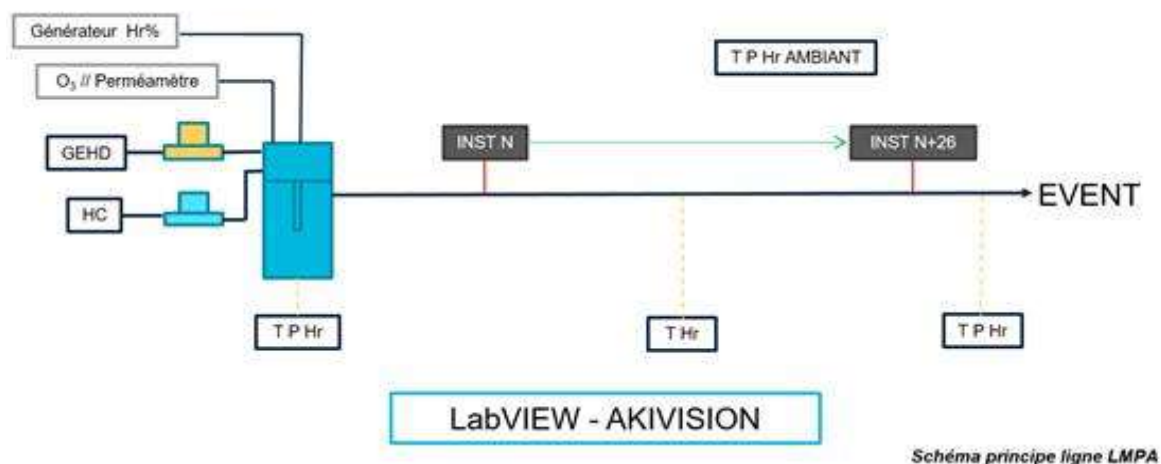 Générateur Hr%
O₃ // Perméamètre
GEHD
HC
T P Hr AMBIANT
INST N
INST N+26
EVENT
T P Hr
T Hr
T P Hr
LabVIEW - AKIVISION
Schéma principe ligne LMPA